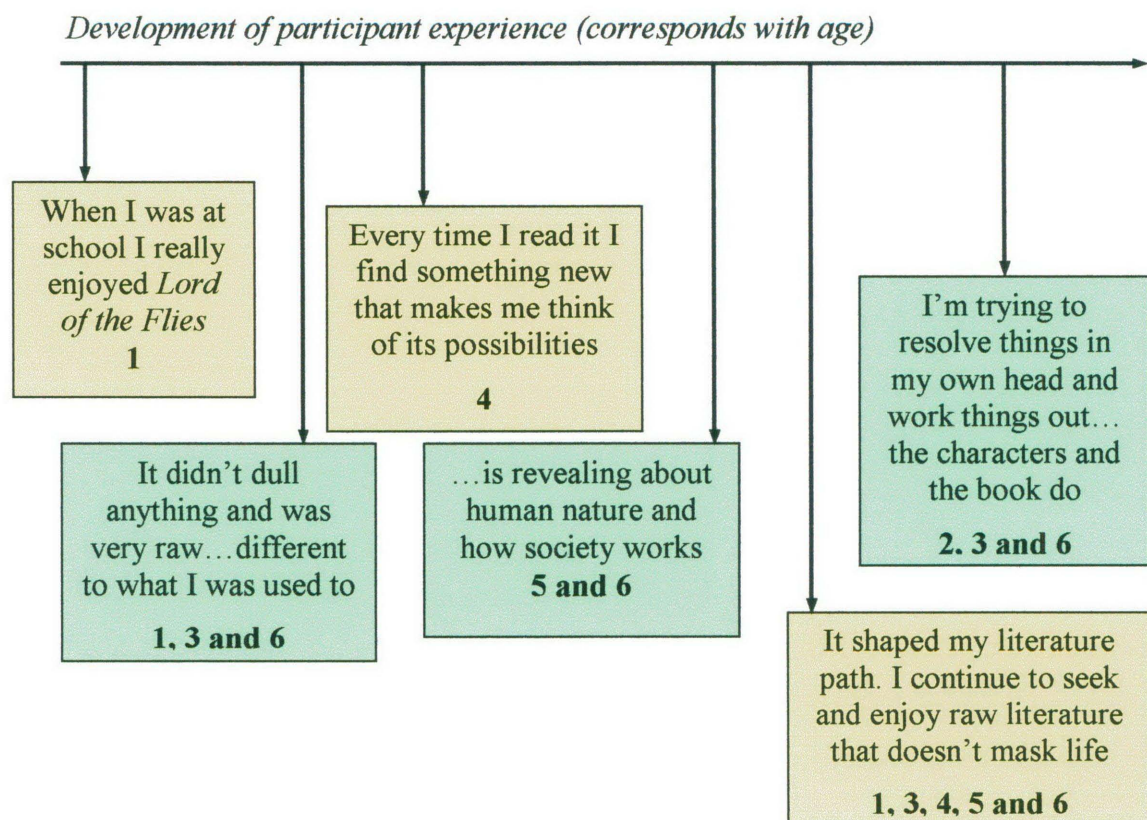 Development of participant experience (corresponds with age)
When I was at
school I really
enjoyed Lord
of the Flies
1
It didn't dull
anything and was
very raw…different
to what I was used to
1, 3 and 6
Every time I read it I
find something new
that makes me think
of its possibilities
4
…is revealing about
human nature and
how society works
5 and 6
It shaped my literature
path. I continue to seek
and enjoy raw literature
that doesn't mask life
1, 3, 4, 5 and 6
I'm trying to
resolve things in
my own head and
work things out…
the characters and
the book do
2, 3 and 6